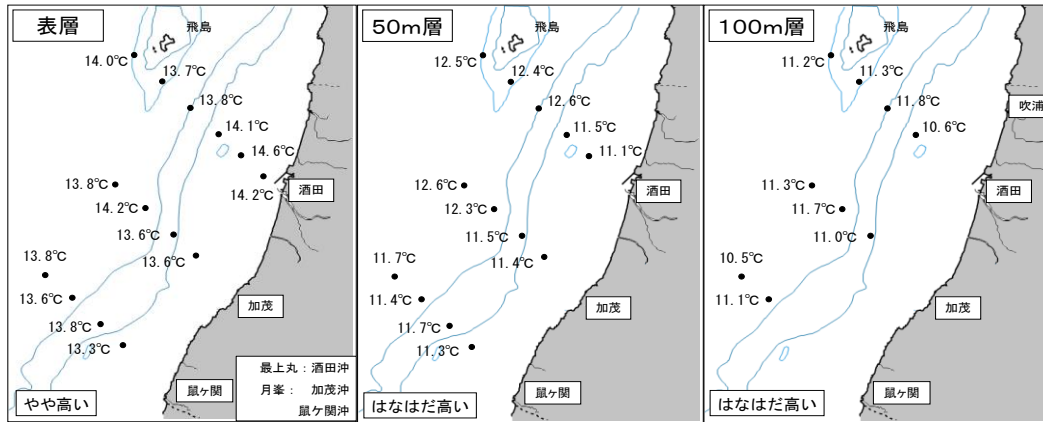 表層
飛島
14.0℃
13.7℃
13.8℃
14.1℃
14.6℃
14.2℃
酒田
13.8℃
14.2℃
13.6℃
13.6℃
13.8℃
13.6℃
13.8℃
13.3℃
加茂
鼠ヶ関
やや高い
最上丸：酒田沖
月峯： 加茂沖
鼠ケ関沖
50m層
飛島
12.5℃
12.4℃
12.6℃
11.5℃
11.1℃
酒田
12.6℃
12.3℃
11.5℃
11.4℃
11.7℃
11.4℃
11.7℃
11.3℃
加茂
鼠ヶ関
はなはだ高い
100m層
飛島
11.2℃
11.3℃
11.8℃
10.6℃
吹浦
酒田
11.3℃
11.7℃
11.0℃
10.5℃
11.1℃
加茂
鼠ヶ関
はなはだ高い